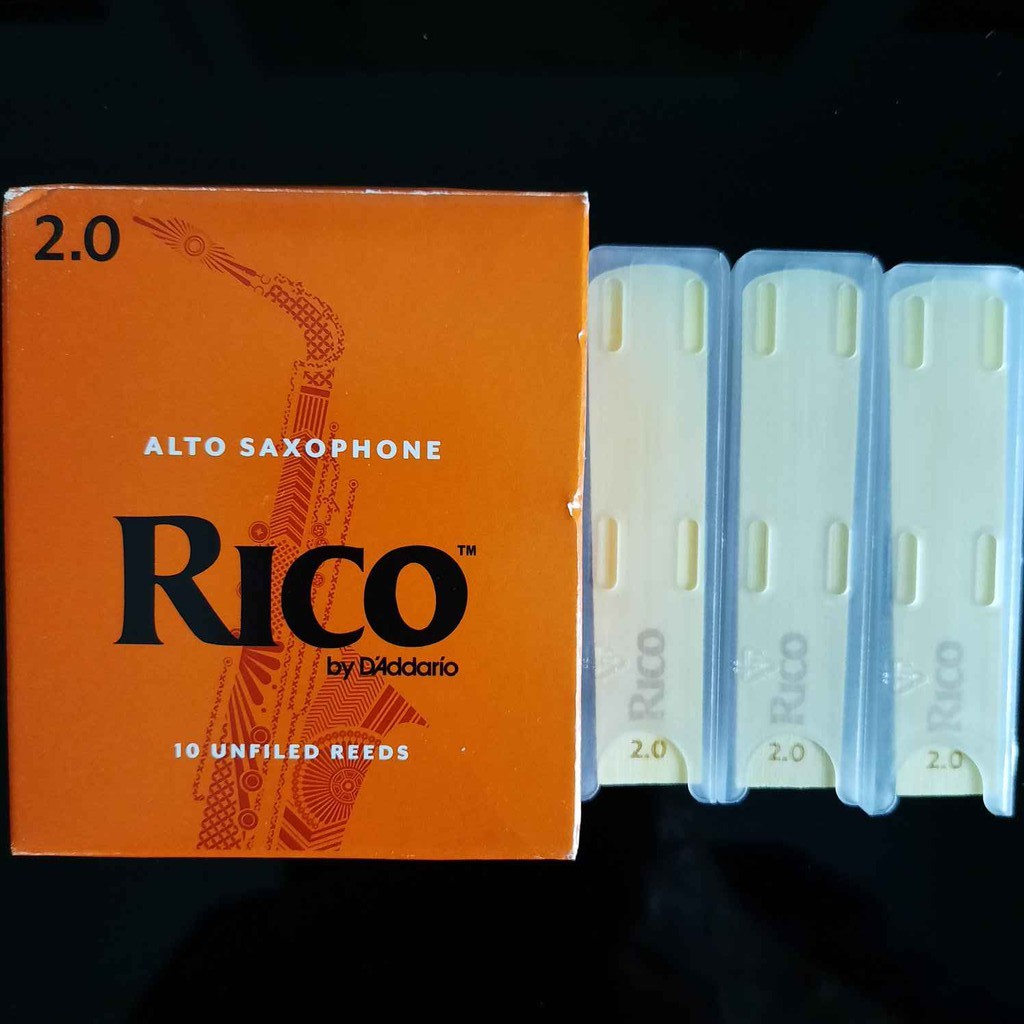 2.0
ALTO SAXOPHONE
RICO™
by D'Addario
10 UNFILED REEDS
RICO
2.0
RICO
2.0
RICO
2.0